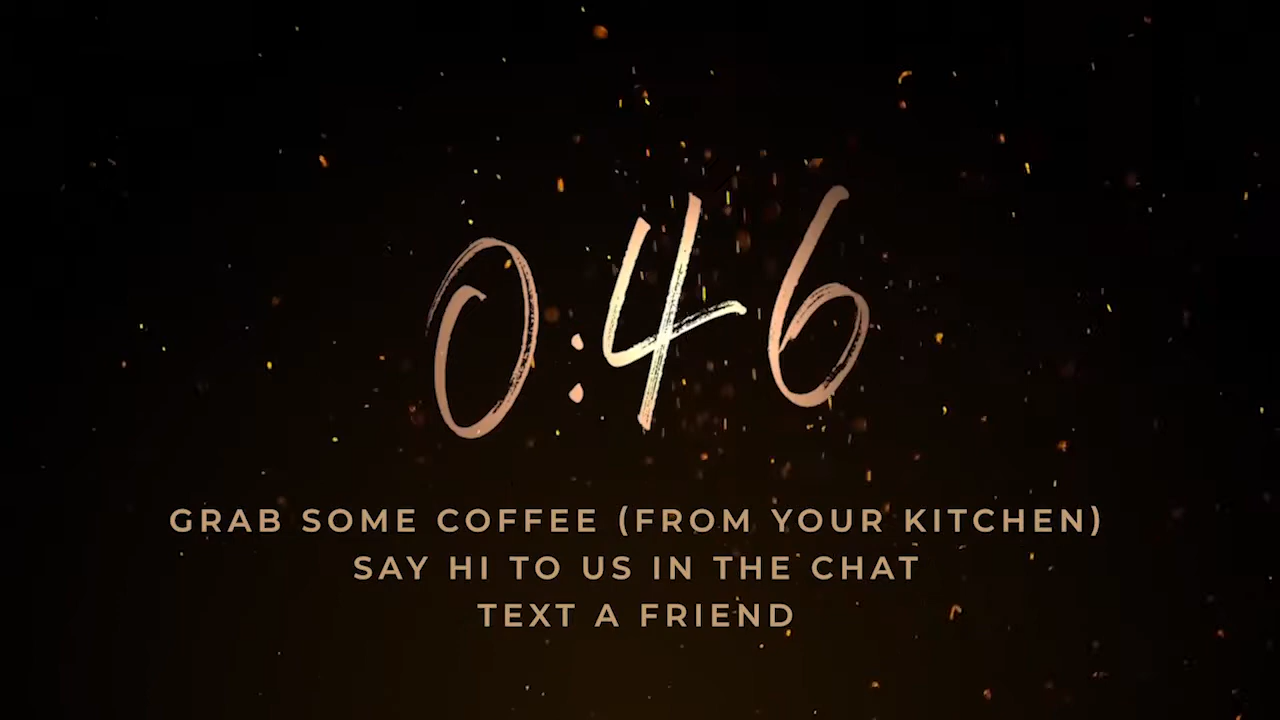 0:46
GRAB SOME COFFEE (FROM YOUR KITCHEN)
SAY HI TO US IN THE CHAT
TEXT A FRIEND